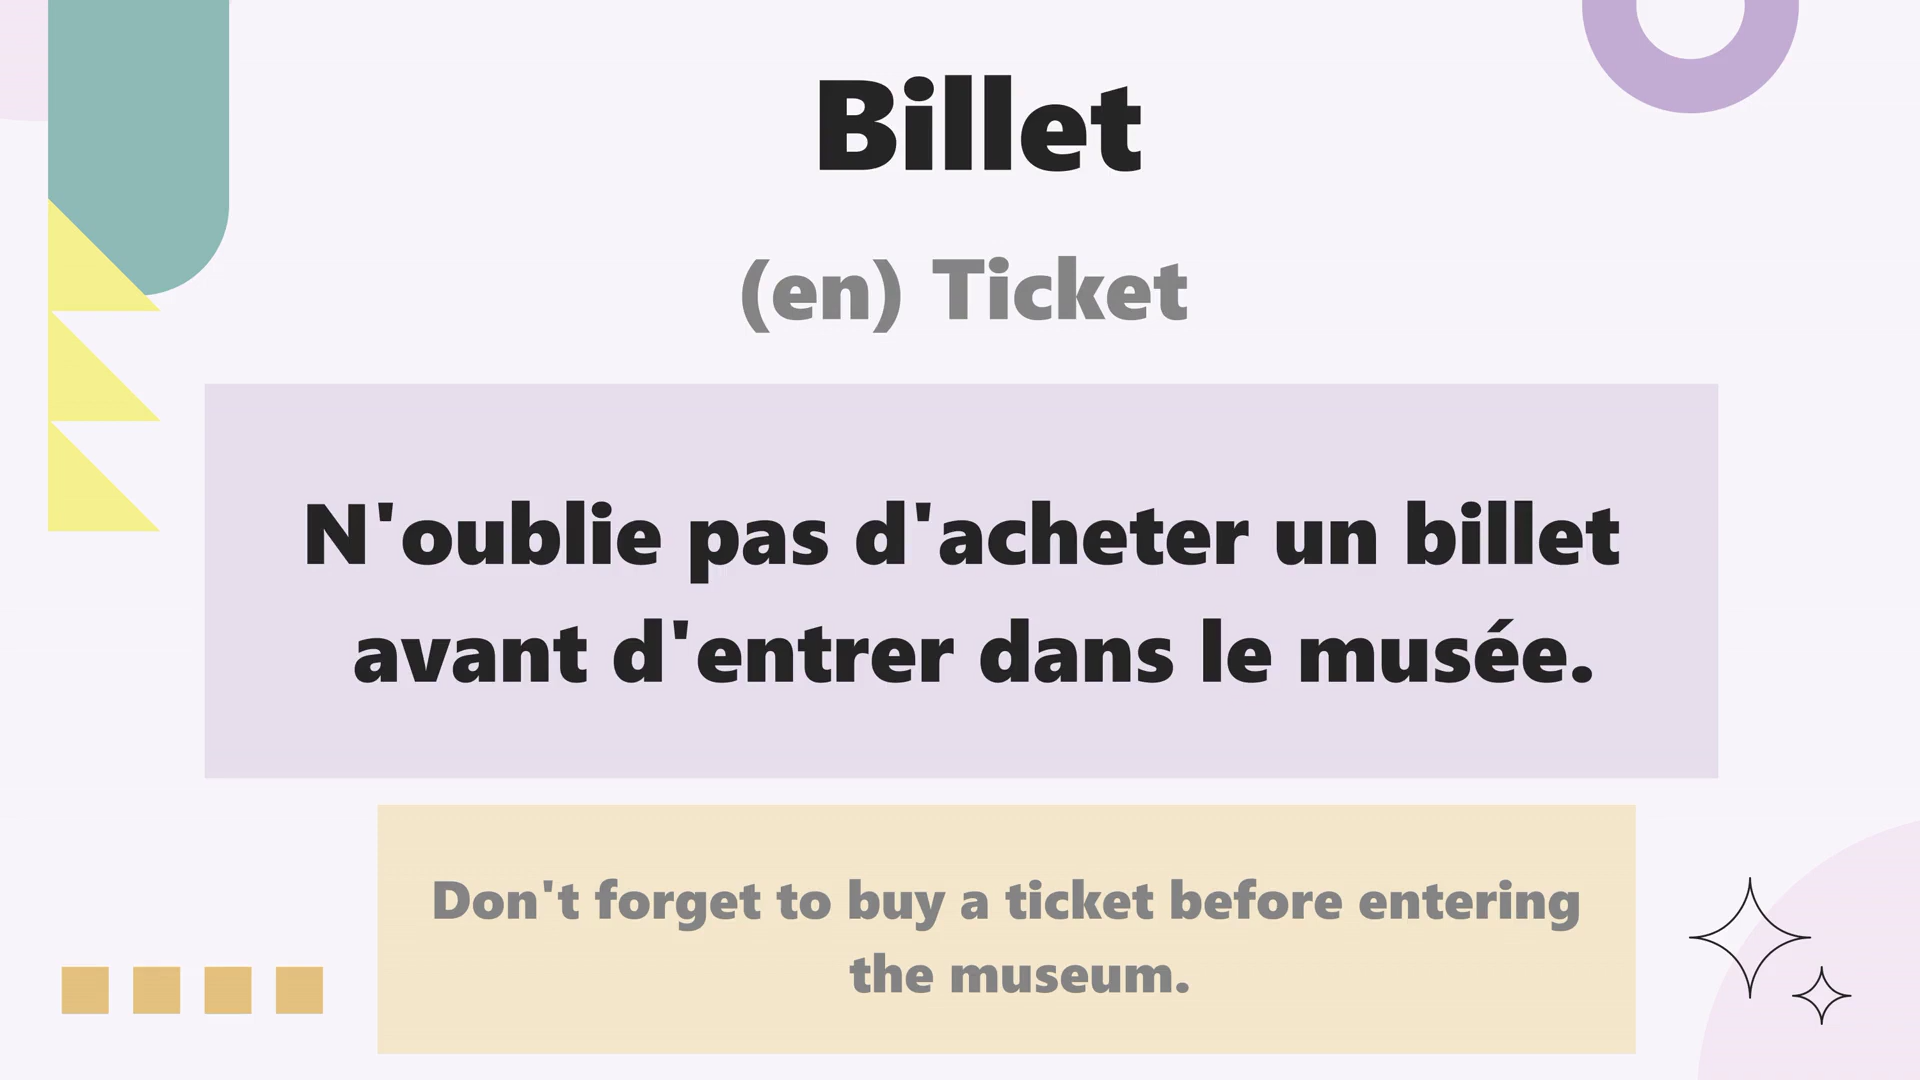 Billet
(en) Ticket
N'oublie pas d'acheter un billet
avant d'entrer dans le musée.
Don't forget to buy a ticket before entering
the museum.